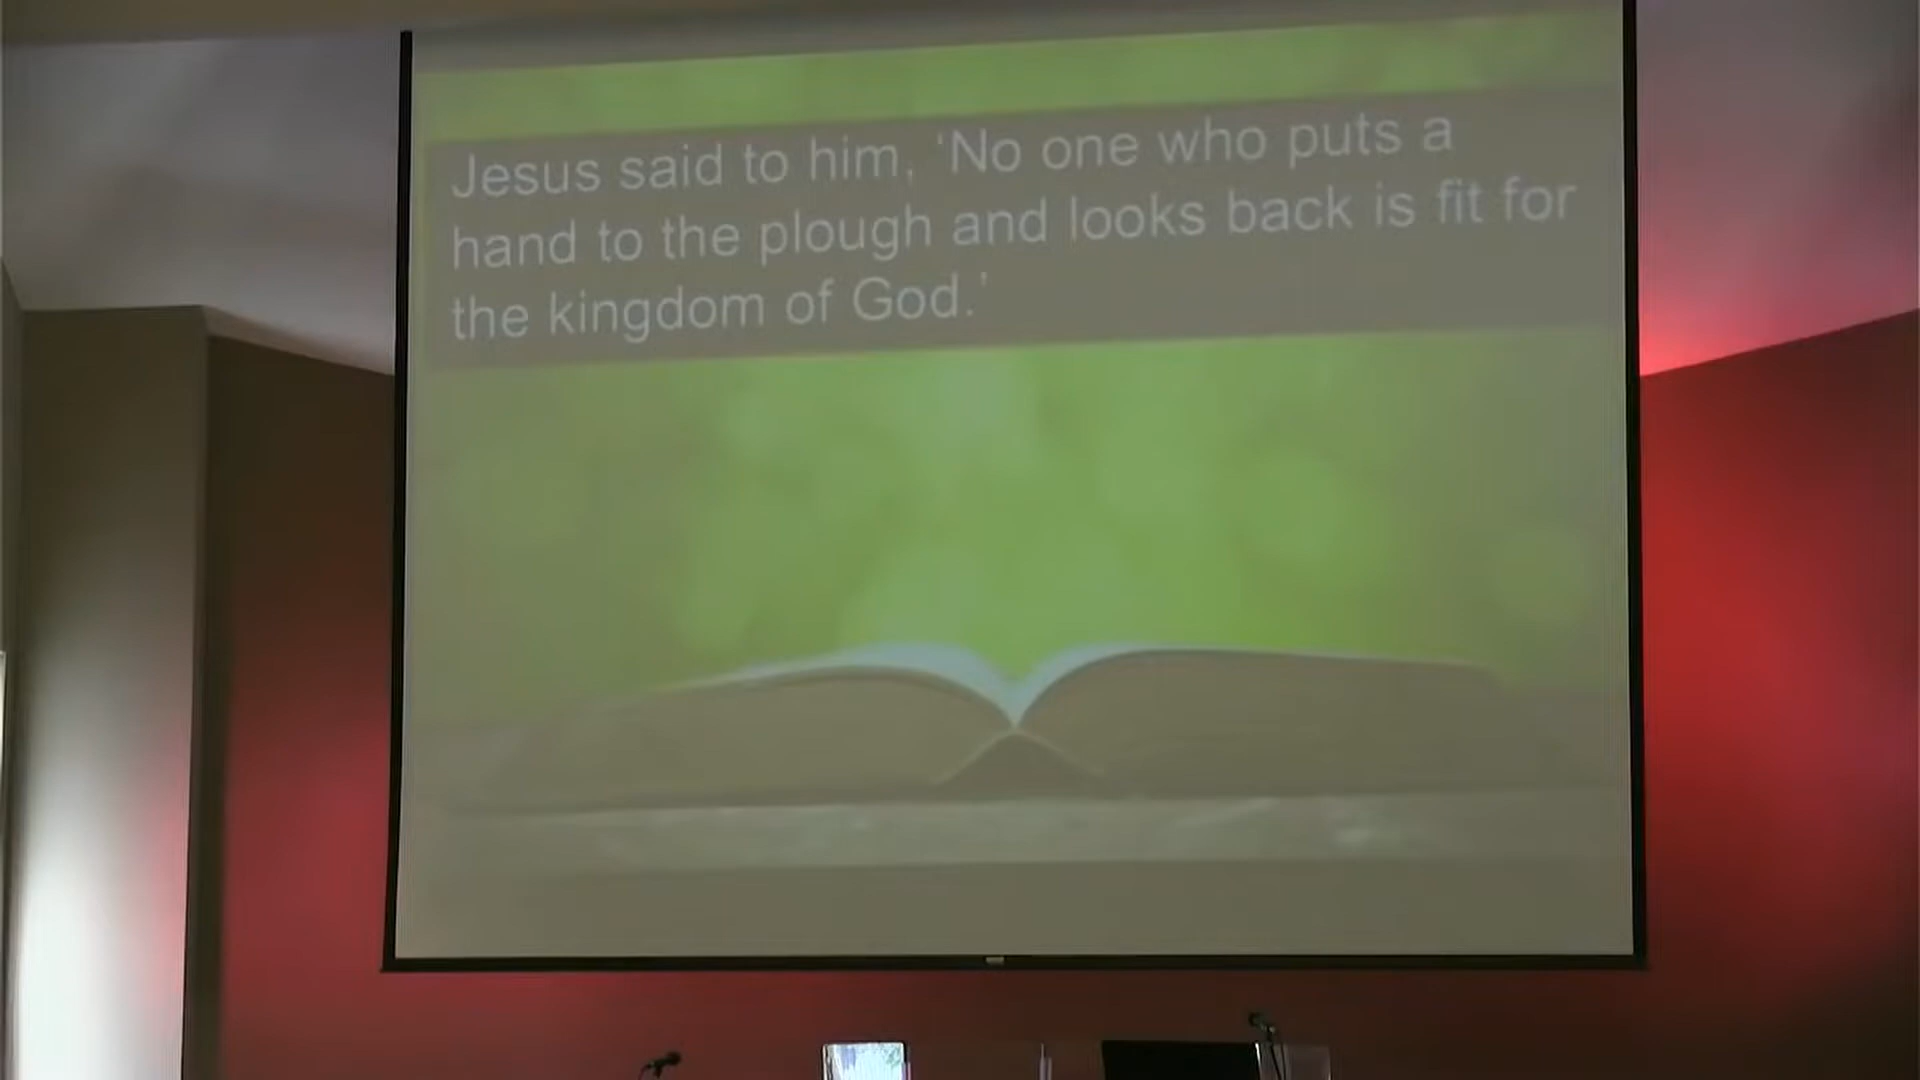 Jesus said to him, ‘No one who puts a
hand to the plough and looks back is fit for
the kingdom of God.’